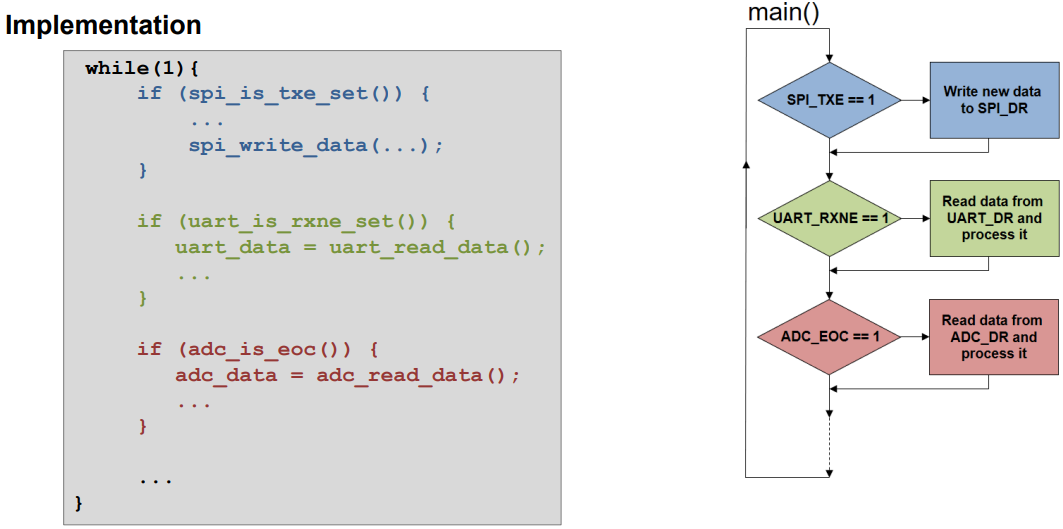 Implementation
while(1){
if (spi_is_txe_set()) {
...
spi_write_data(...);
}
if (uart_is_rxne_set()) {
uart_data = uart_read_data();
...
}
if (adc_is_eoc()) {
adc_data = adc_read_data();
...
}
...
}
main()
SPI_TXE == 1
Write new data
to SPI_DR
UART_RXNE == 1
Read data from
UART_DR and
process it
ADC_EOC == 1
Read data from
ADC_DR and
process it